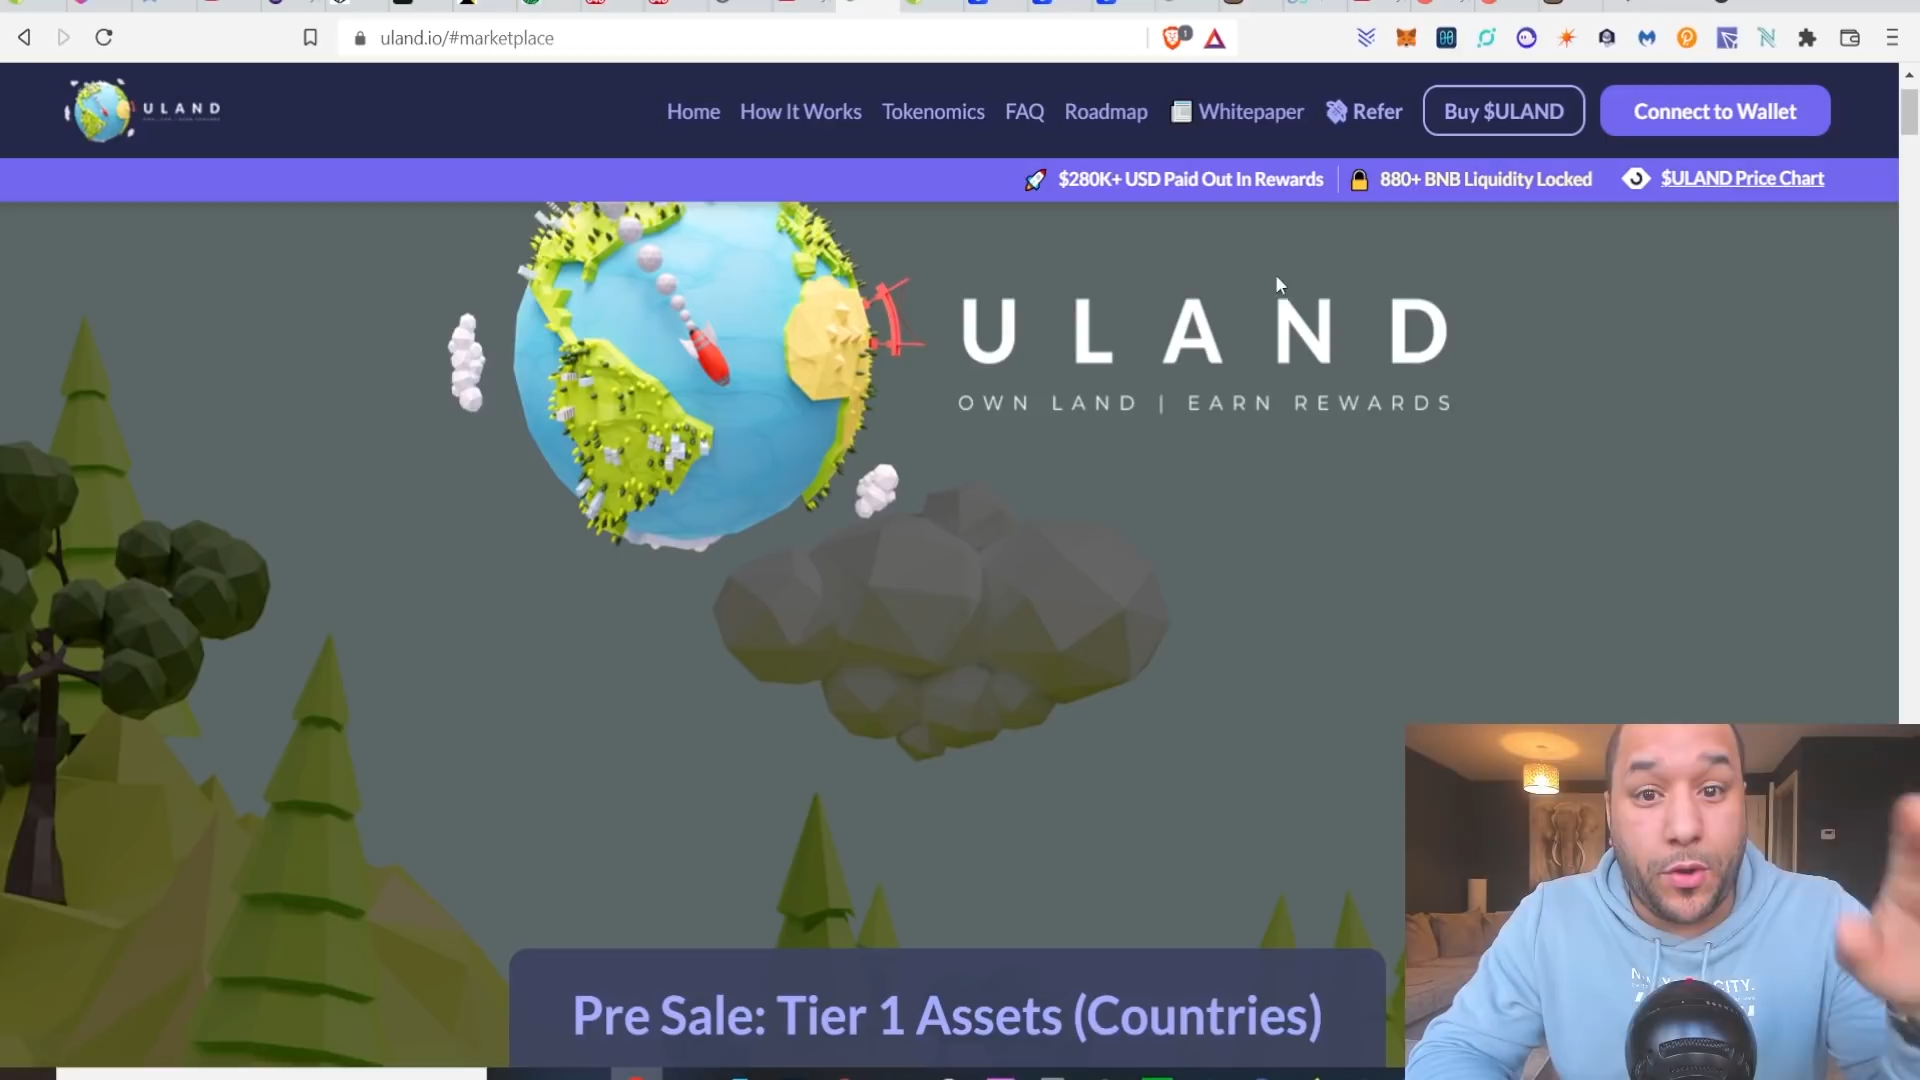 uland.io/#marketplace
1
ULAND
Home How It Works Tokenomics FAQ Roadmap Whitepaper Refer Buy $ULAND Connect to Wallet
$280K+ USD Paid Out In Rewards 880+ BNB Liquidity Locked $ULAND Price Chart
ULAND
OWN LAND | EARN REWARDS
Pre Sale: Tier 1 Assets (Countries)